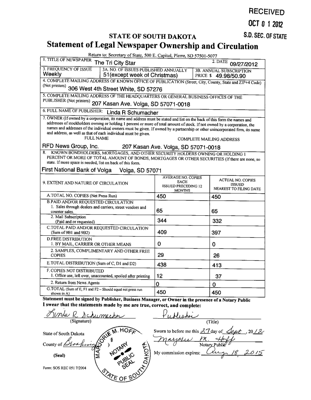 RECEIVED
OCT 01 2012
S.D. SEC. OF STATE
STATE OF SOUTH DAKOTA
Statement of Legal Newspaper Ownership and Circulation
Return to: Secretary of State, 500 E. Capitol, Pierre, SD 57501-5077
1. TITLE OF NEWSPAPER The Tri City Star
2. DATE 09/27/2012
3. FREQUENCY OF ISSUE Weekly
3A. NO. OF ISSUES PUBLISHED ANNUALLY 51(except week of Christmas)
3B. ANNUAL SUBSCRIPTION PRICE $ 49.98/50.90
4. COMPLETE MAILING ADDRESS OF KNOWN OFFICE OF PUBLICATION (Street, City, County, State and ZIP+4 Code)
(Not printers) 306 West 4th Street White, SD 57276
5. COMPLETE MAILING ADDRESS OF THE HEADQUARTERS OR GENERAL BUSINESS OFFICES OF THE
PUBLISHER (Not printer) 207 Kasan Ave. Volga, SD 57071-0018
6. FULL NAME OF PUBLISHER: Linda R Schumacher
7. OWNER (If owned by a corporation, its name and address must be stated and list on the back of this form the names and
addresses of stockholders owning or holding 1 percent or more of total amount of stock. If not owned by a corporation, the
names and addresses of the individual owners must be given. If owned by a partnership or other unincorporated firm, its name
and address, as well as that of each individual must be given.
FULL NAME COMPLETE MAILING ADDRESS
RFD News Group, Inc. 207 Kasan Ave. Volga, SD 57071-0018
8. KNOWN BONDHOLDERS, MORTGAGES, AND OTHER SECURITY HOLDERS OWNING OR HOLDING 1
PERCENT OR MORE OF TOTAL AMOUNT OF BONDS, MORTGAGES OR OTHER SECURITIES (If there are none, so
state. If more space is needed, list on back of this form.
First National Bank of Volga Volga, SD 57071
9. EXTENT AND NATURE OF CIRCULATION
AVERAGE NO. COPIES EACH ISSUED PRECEDING 12 MONTHS
ACTUAL NO. COPIES ISSUED NEAREST TO FILING DATE
A. TOTAL NO. COPIES (Net Press Run) 450 450
B. PAID AND/OR REQUESTED CIRCULATION
1. Sales through dealers and carriers, street vendors and counter sales. 65 65
2. Mail Subscription (Paid and or requested) 344 332
C. TOTAL PAID AND/OR REQUESTED CIRCULATION (Sum of 9B1 and 9B2) 409 397
D. FREE DISTRIBUTION
1. BY MAIL, CARRIER OR OTHER MEANS 0 0
2. SAMPLES, COMPLIMENTARY AND OTHER FREE COPIES 29 26
E. TOTAL DISTRIBUTION (Sum of C, D1 and D2) 438 413
F. COPIES NOT DISTRIBUTED
1. Office use, left over, unaccounted, spoiled after printing 12 37
2. Return from News Agents 0 0
G. TOTAL (Sum of E, F1 and F2 - Should equal net press run shown in A.) 450 450
Statement must be signed by Publisher, Business Manager, or Owner in the presence of a Notary Public
I swear that the statements made by me are true, correct, and complete:
Linda R Schumacher Publisher
(Signature) (Title)
State of South Dakota
Sworn to before me this 27 day of Sept, 2012.
County of Brookings
Marjorie M. Hoff
Notary Public
(Seal)
My commission expires: Aug 18, 2015
Form: SOS REC 051 7/2004
MARJORIE M. HOFF
NOTARY PUBLIC
SEAL
STATE OF SOUTH DAKOTA